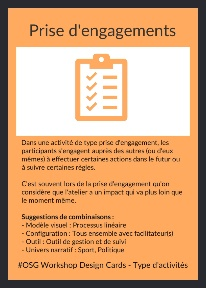 Prise d'engagements
Dans une activité de type prise d'engagement, les
participants s'engagent auprès des autres (ou d'eux
mêmes) à effectuer certaines actions dans le futur ou
à suivre certaines règles.
C'est souvent lors de la prise d'engagement qu'on
considère que l'atelier a un impact qui va plus loin que
le moment même.
Suggestions de combinaisons :
- Modèle visuel : Processus linéaire
- Configuration : Tous ensemble avec facilitateur(s)
- Outil : Outil de gestion et de suivi
- Univers narratif : Sport, Politique
#OSG Workshop Design Cards - Type d'activités